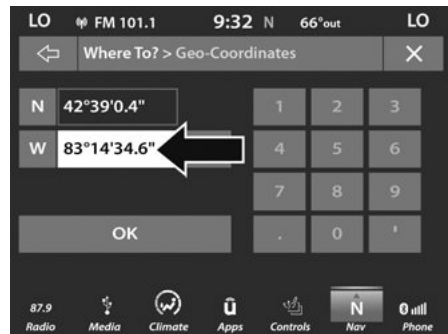 LO FM 101.1 9:32 N 66°out LO
Where To? > Geo-Coordinates X
N 42°39'0.4" 1 2 3
W 83°14'34.6" 4 5 6
7 8 9
OK . 0 '
87.9 û N 0
Radio Media Climate Apps Controls Nav Phone